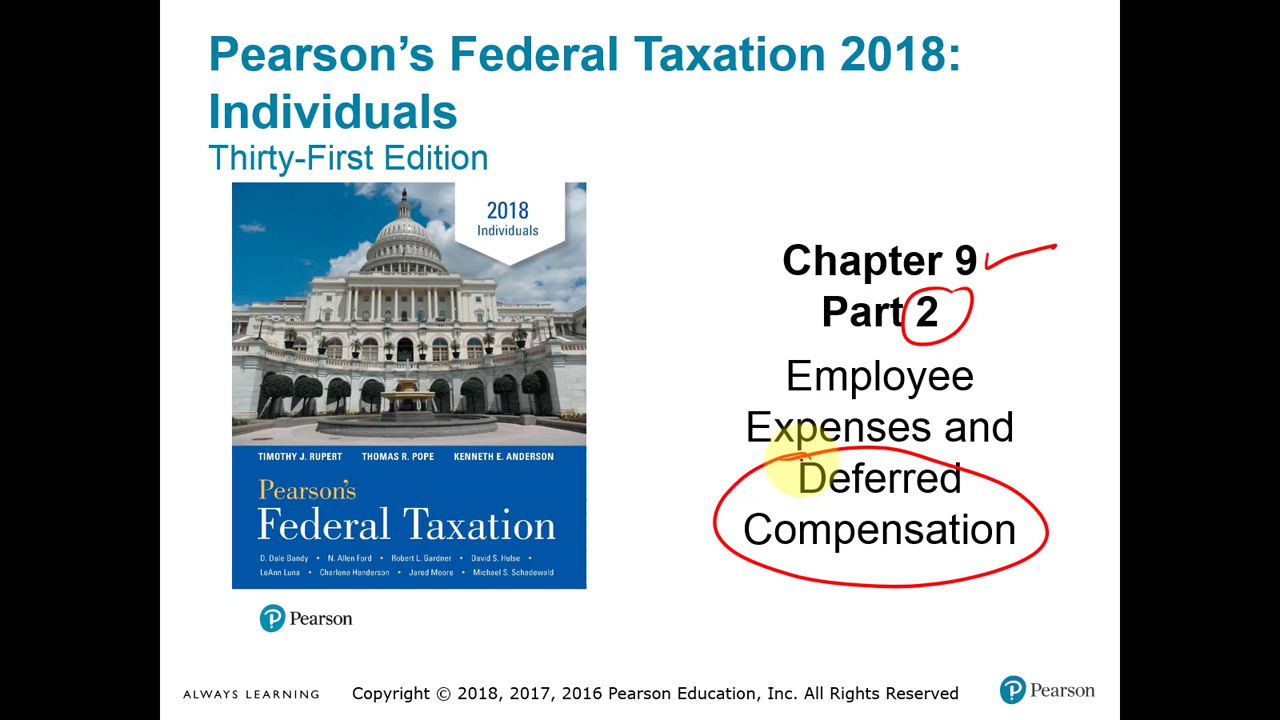 Pearson’s Federal Taxation 2018:
Individuals
Thirty-First Edition
2018
Individuals
TIMOTHY J. RUPERT THOMAS R. POPE KENNETH E. ANDERSON
Pearson's
Federal Taxation
D. Dale Bandy • N. Allen Ford • Robert L. Gardner • David S. Hulse •
LeAnn Luna • Charlene Henderson • Jared Moore • Michael S. Schadewald
Pearson
Chapter 9
Part 2
Employee
Expenses and
Deferred
Compensation
ALWAYS LEARNING
Copyright © 2018, 2017, 2016 Pearson Education, Inc. All Rights Reserved
Pearson